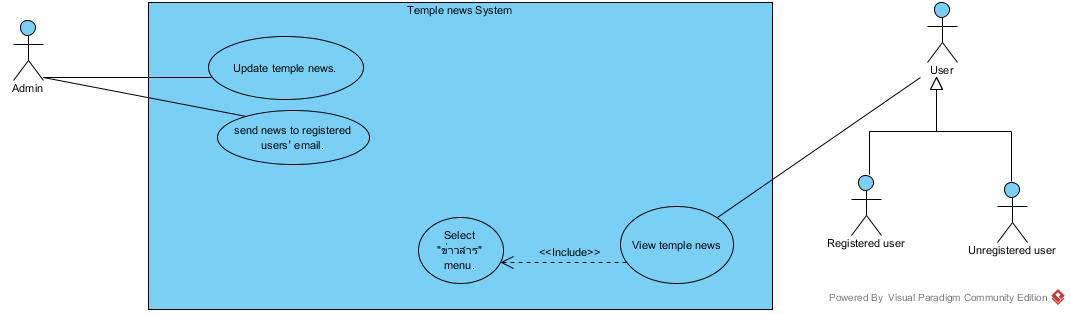 Temple news System
Update temple news.
Admin
send news to registered
users' email.
User
Select
"ข่าวสาร"
menu.
<<Include>>
View temple news
Registered user
Unregistered user
Powered By Visual Paradigm Community Edition